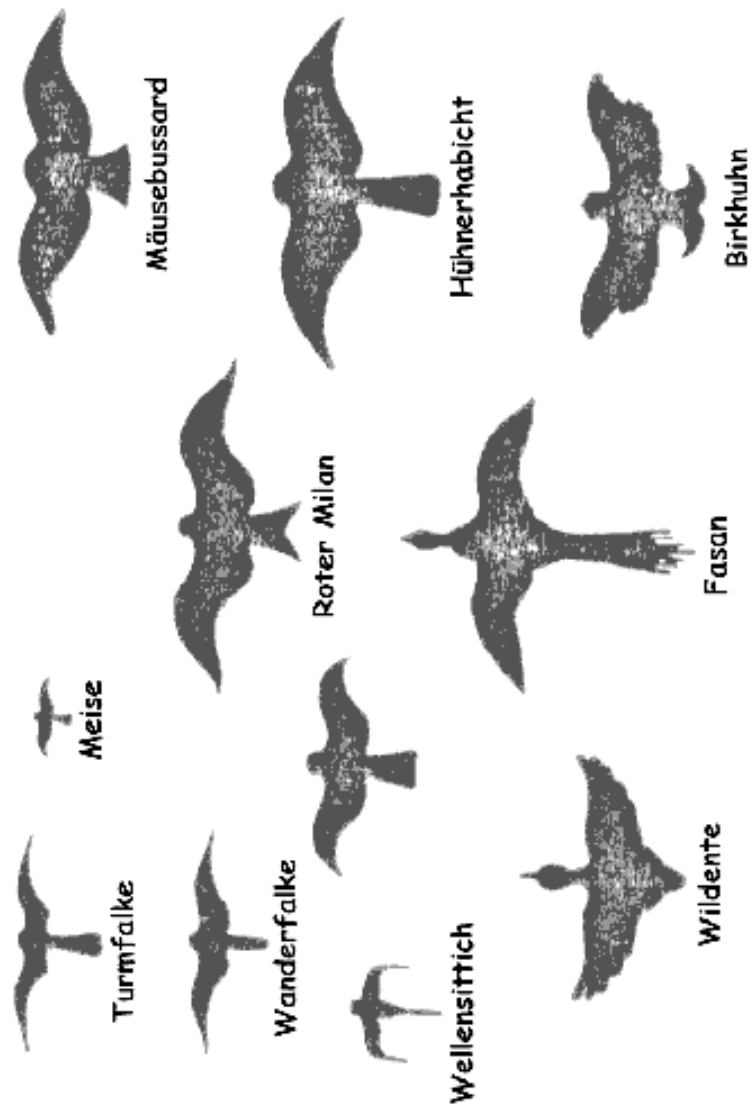 Turmfalke
Meise
Mäusebussard
Wanderfalke
Roter Milan
Wellensittich
Hühnerhabicht
Wildente
Fasan
Birkhuhn